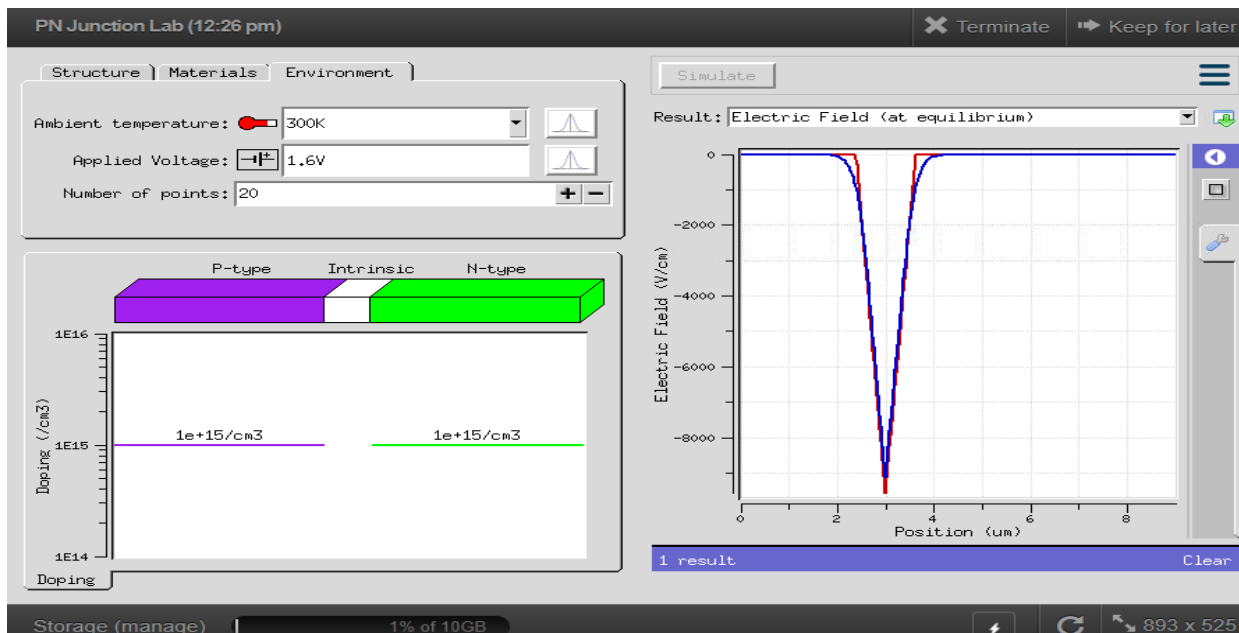 PN Junction Lab (12:26 pm)
Terminate
Keep for later
Structure Materials Environment
Ambient temperature: 300K
Applied Voltage: 1.6V
Number of points: 20
P-type Intrinsic N-type
1E16
1E15
1E14
Doping (/cm3)
1e+15/cm3 1e+15/cm3
Doping
Simulate
Result: Electric Field (at equilibrium)
0
-2000
-4000
-6000
-8000
Electric Field (V/cm)
0 2 4 6 8
Position (um)
1 result Clear
Storage (manage) 1% of 10GB 893 x 525